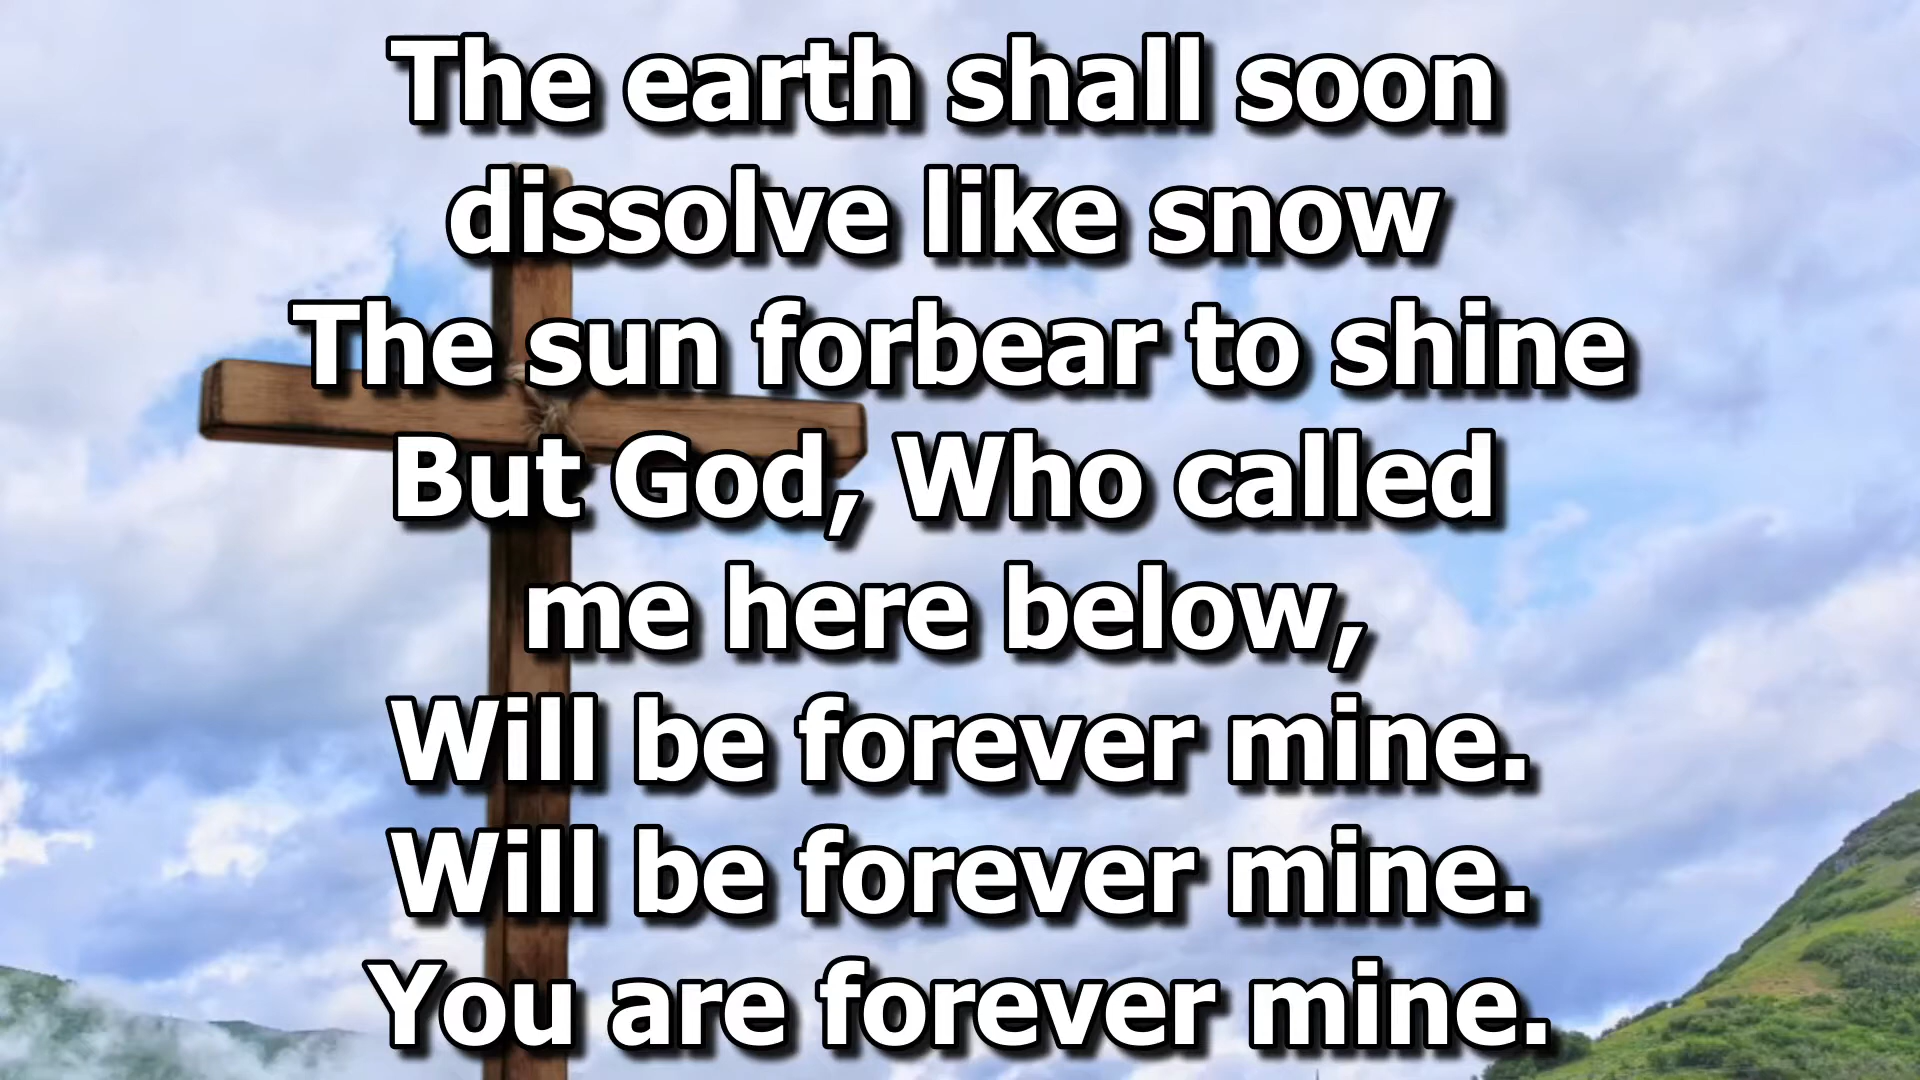 The earth shall soon
dissolve like snow
The sun forbear to shine
But God, Who called
me here below,
Will be forever mine.
Will be forever mine.
You are forever mine.